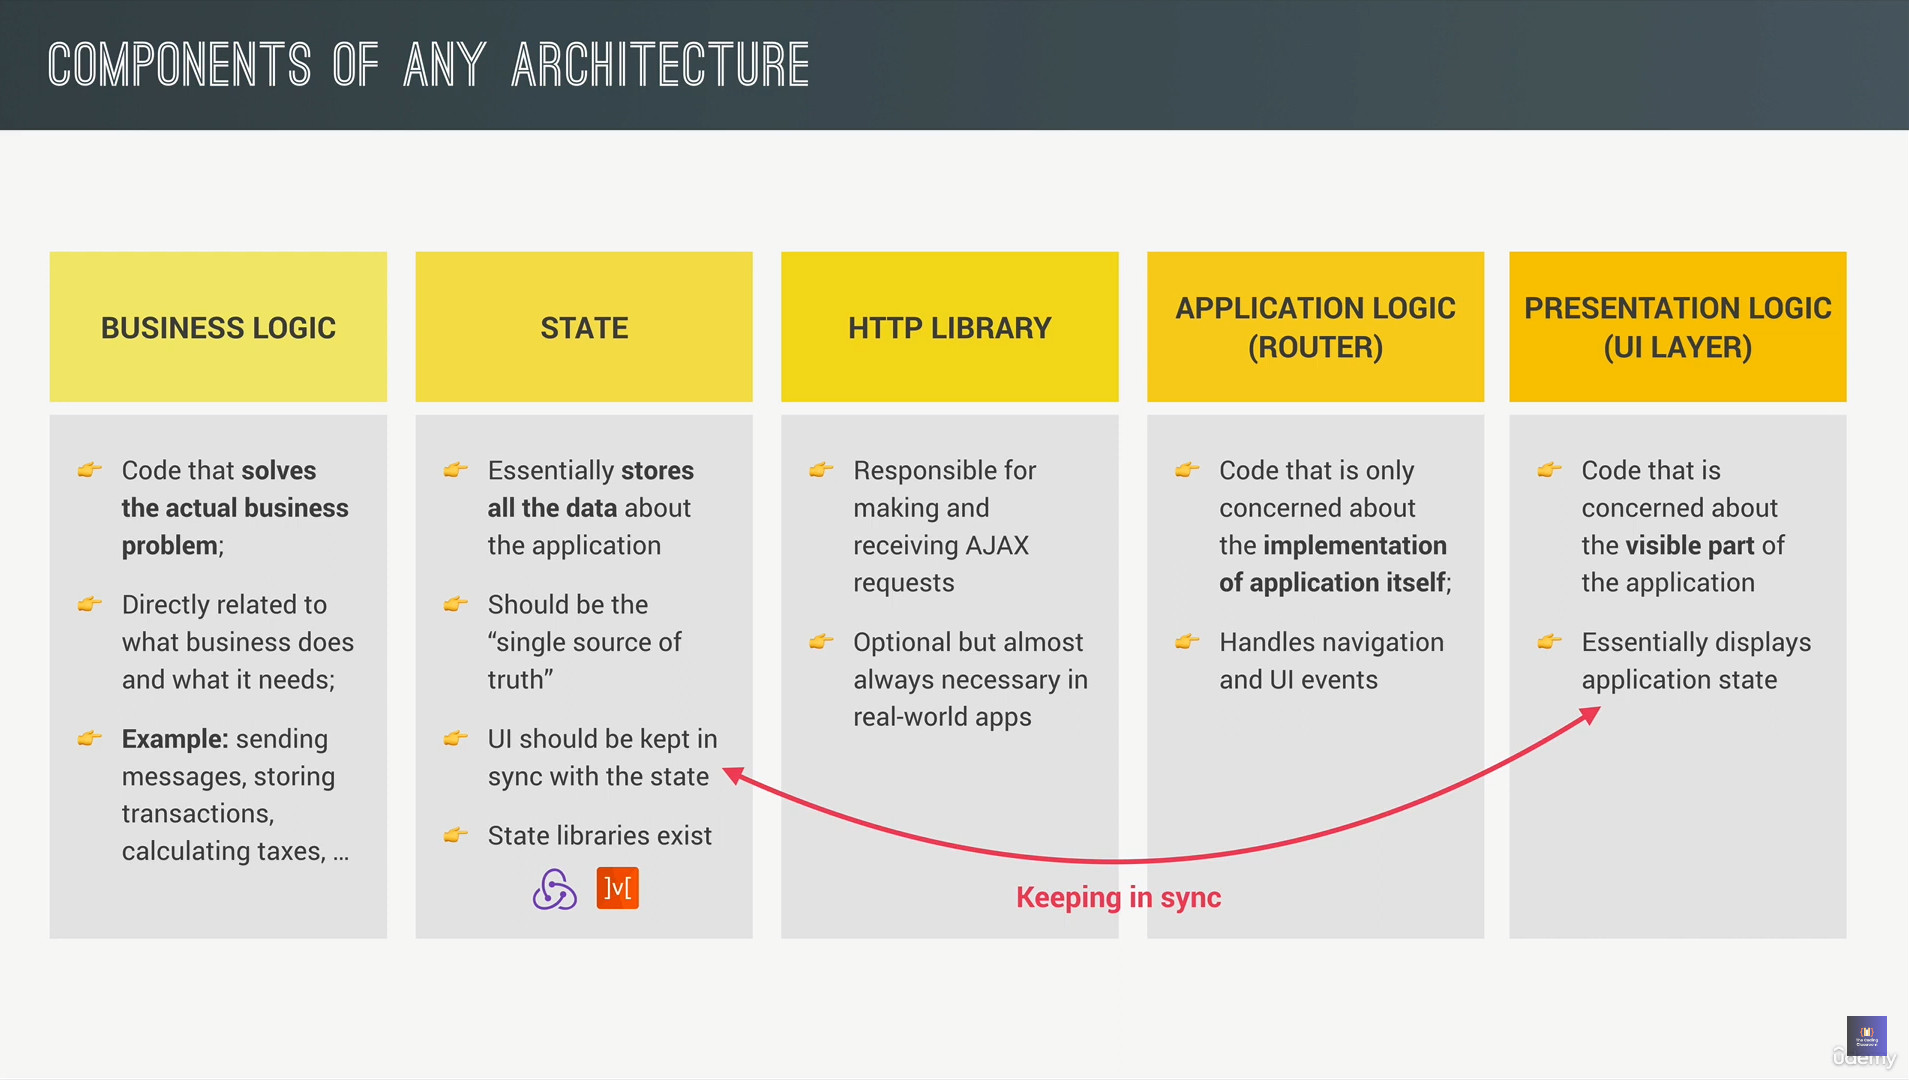 COMPONENTS OF ANY ARCHITECTURE
BUSINESS LOGIC
Code that solves
the actual business
problem;
Directly related to
what business does
and what it needs;
Example: sending
messages, storing
transactions,
calculating taxes, …
STATE
Essentially stores
all the data about
the application
Should be the
“single source of
truth”
UI should be kept in
sync with the state
State libraries exist
]v[
HTTP LIBRARY
Responsible for
making and
receiving AJAX
requests
Optional but almost
always necessary in
real-world apps
APPLICATION LOGIC
(ROUTER)
Code that is only
concerned about
the implementation
of application itself;
Handles navigation
and UI events
PRESENTATION LOGIC
(UI LAYER)
Code that is
concerned about
the visible part of
the application
Essentially displays
application state
Keeping in sync
The Coding
Classroom
ûdemy